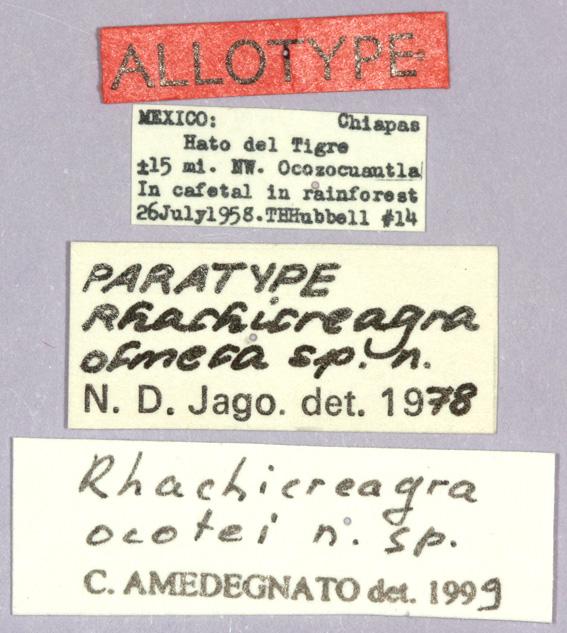 ALLOTYPE
MEXICO: Chiapas
Hato del Tigre
±15 mi. NW. Ocozocuautla
In cafetal in rainforest
26July1958.THHubbell #14
PARATYPE
Rhachicreagra
olmeca sp. n.
N. D. Jago. det. 1978
Rhachicreagra
ocotei n. sp.
C. AMEDEGNATO det. 1999